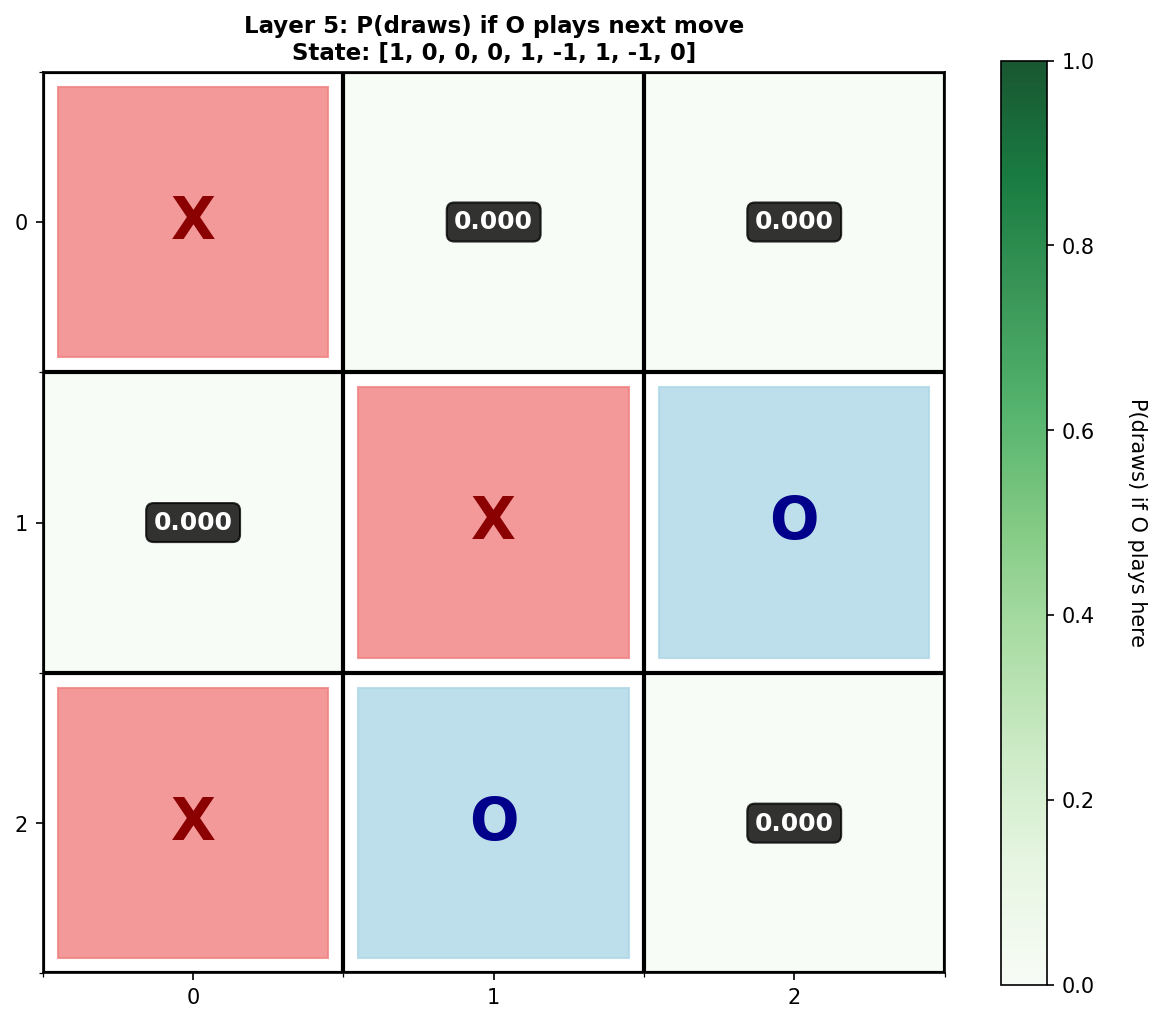 Layer 5: P(draws) if O plays next move
State: [1, 0, 0, 0, 1, -1, 1, -1, 0]
0
X
0.000
0.000
1
0.000
X
O
2
X
O
0.000
0
1
2
1.0
0.8
0.6
0.4
0.2
0.0
P(draws) if O plays here